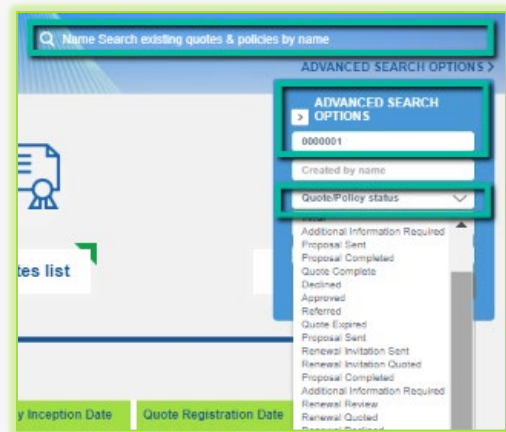 Name Search existing quotes & policies by name
ADVANCED SEARCH OPTIONS >
ADVANCED SEARCH
> OPTIONS
0000001
Created by name
Quote/Policy status
Additional Information Required
Proposal Sent
Proposal Completed
Quote Complete
Declined
Approved
Referred
Quote Expired
Proposal Sent
Renewal Invitation Sent
Renewal Invitation Quoted
Proposal Completed
Additional Information Required
Renewal Review
Renewal Quoted
Renewal Declined
tes list
y Inception Date
Quote Registration Date